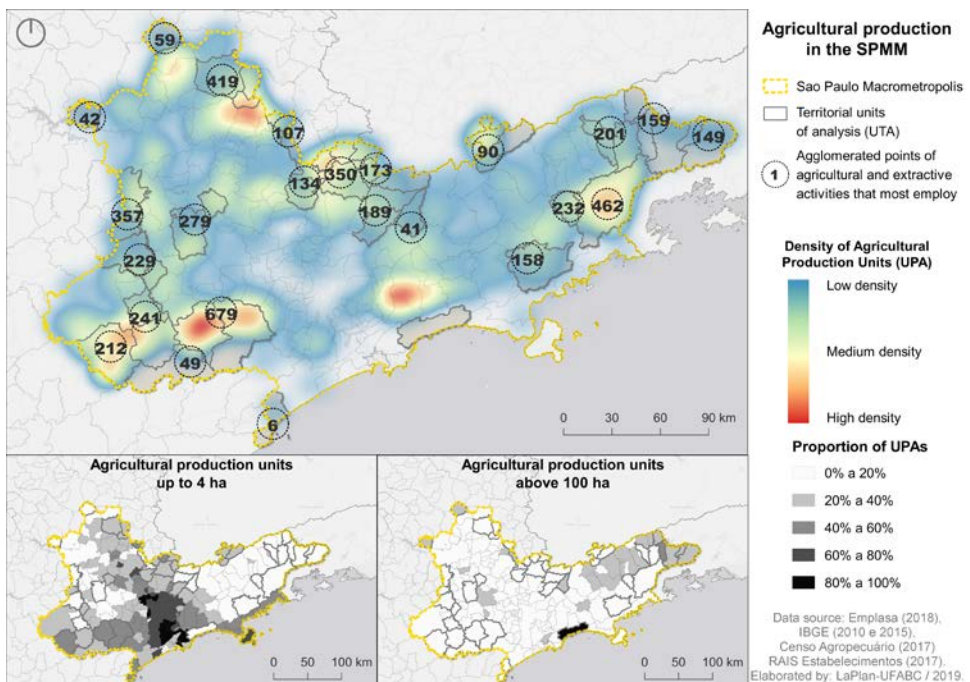 59
419
42
107
159
201
149
90
350
173
134
357
279
189
41
232
462
229
158
241
679
212
49
6
0 30 60 90 km
Agricultural production units
up to 4 ha
0 50 100 km
Agricultural production units
above 100 ha
0 50 100 km
Agricultural production
in the SPMM
Sao Paulo Macrometropolis
Territorial units
of analysis (UTA)
1
Agglomerated points of
agricultural and extractive
activities that most employ
Density of Agricultural
Production Units (UPA)
Low density
Medium density
High density
Proportion of UPAs
0% a 20%
20% a 40%
40% a 60%
60% a 80%
80% a 100%
Data source: Emplasa (2018).
IBGE (2010 e 2015).
Censo Agropecuário (2017)
RAIS Estabelecimentos (2017).
Elaborated by: LaPlan-UFABC / 2019.